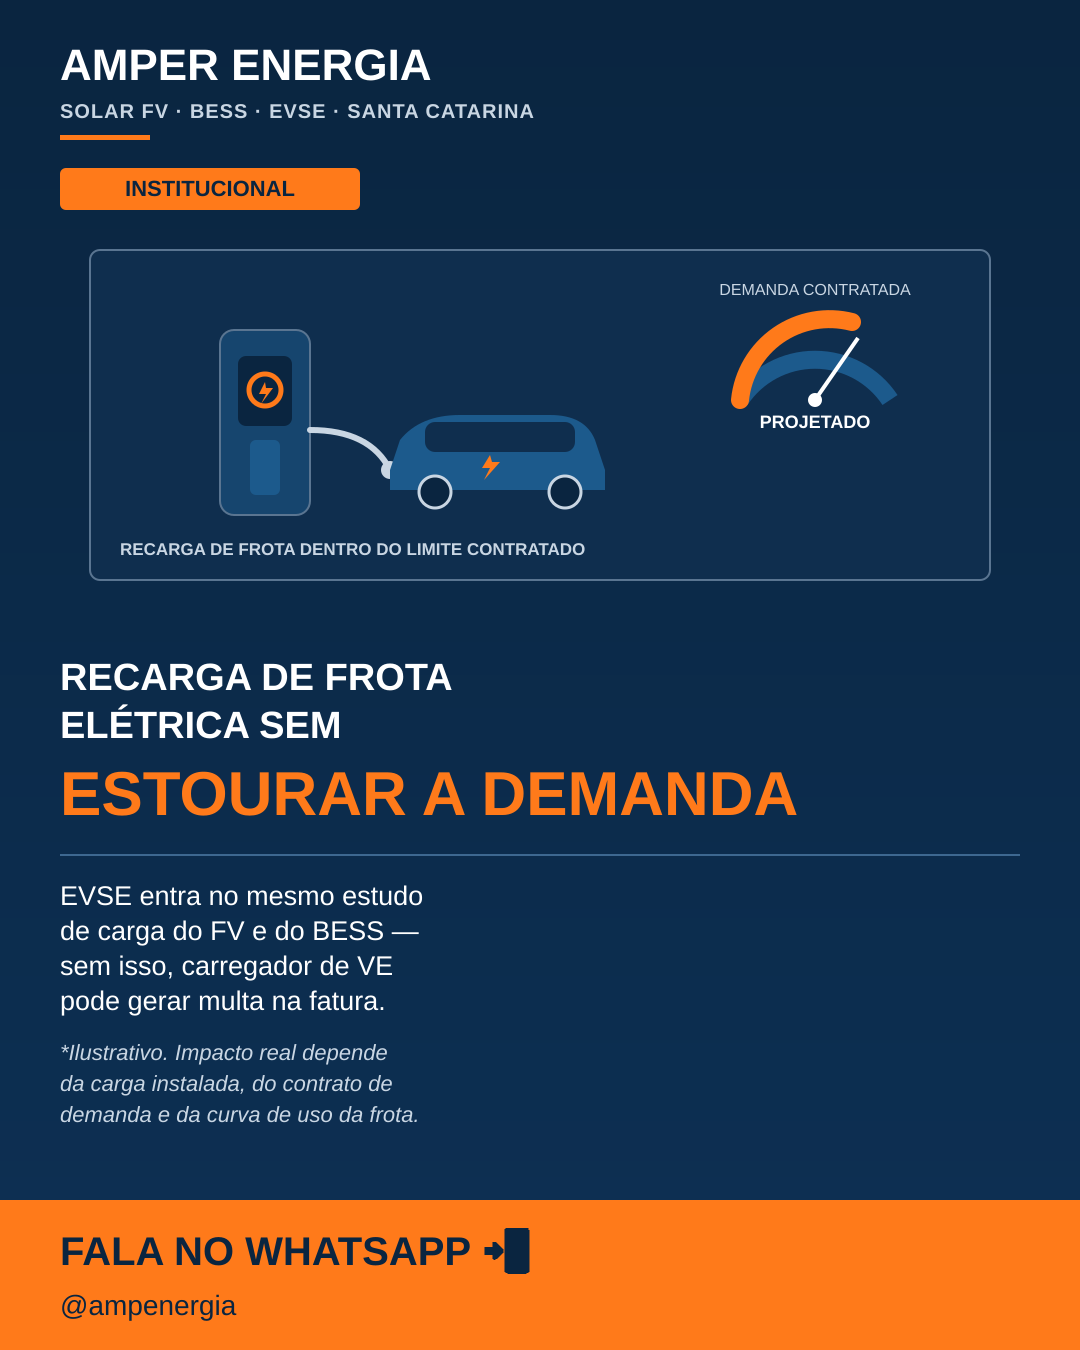 AMPER ENERGIA
SOLAR FV · BESS · EVSE · SANTA CATARINA
INSTITUCIONAL
DEMANDA CONTRATADA
PROJETADO
RECARGA DE FROTA DENTRO DO LIMITE CONTRATADO
RECARGA DE FROTA
ELÉTRICA SEM
ESTOURAR A DEMANDA
EVSE entra no mesmo estudo
de carga do FV e do BESS —
sem isso, carregador de VE
pode gerar multa na fatura.
*Ilustrativo. Impacto real depende
da carga instalada, do contrato de
demanda e da curva de uso da frota.
FALA NO WHATSAPP 📲
@ampenergia